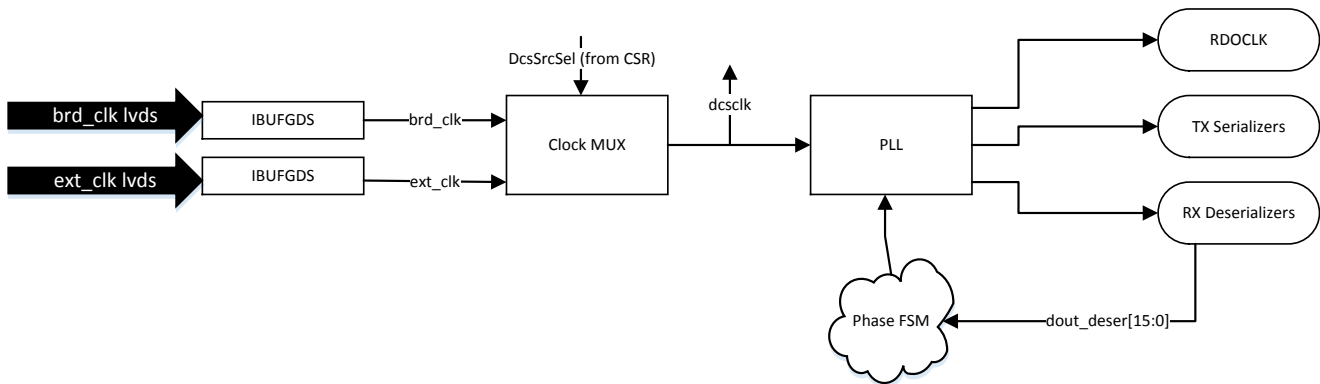 DcsSrcSel (from CSR)
brd_clk lvds
IBUFGDS
brd_clk
ext_clk lvds
IBUFGDS
ext_clk
Clock MUX
dcsclk
PLL
RDOCLK
TX Serializers
RX Deserializers
Phase FSM
dout_deser[15:0]